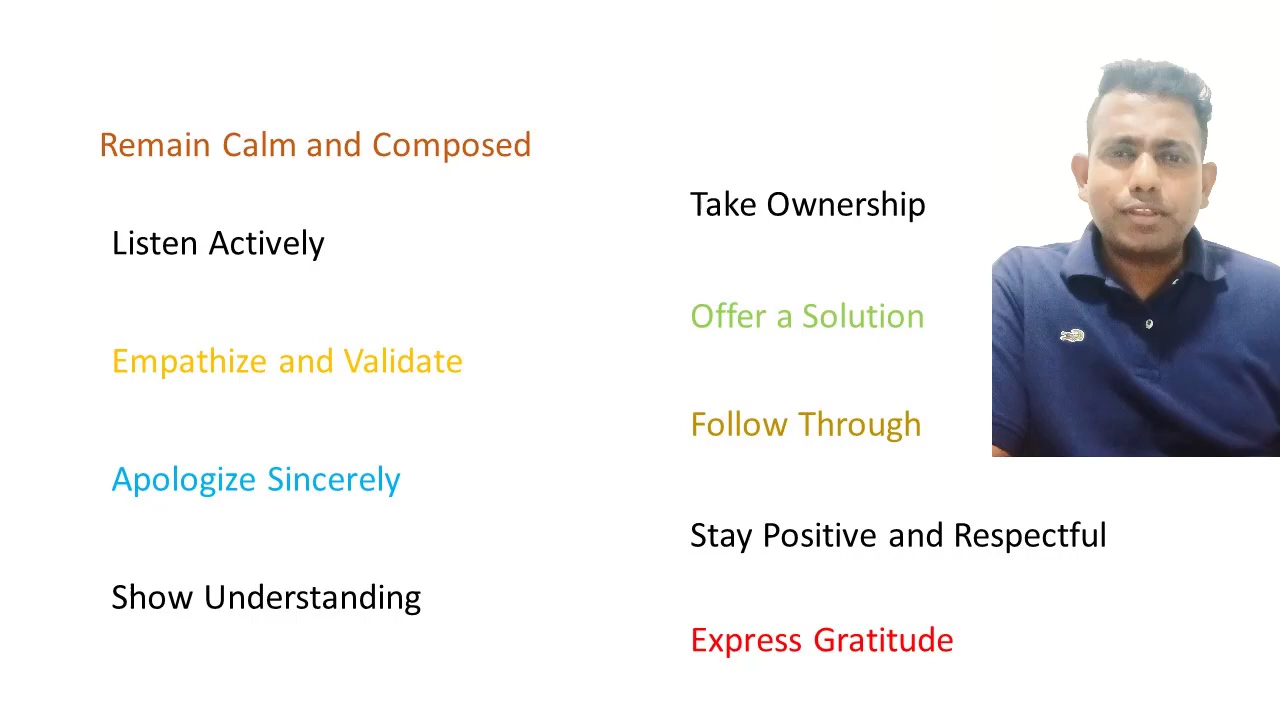 Remain Calm and Composed
Listen Actively
Empathize and Validate
Apologize Sincerely
Show Understanding
Take Ownership
Offer a Solution
Follow Through
Stay Positive and Respectful
Express Gratitude